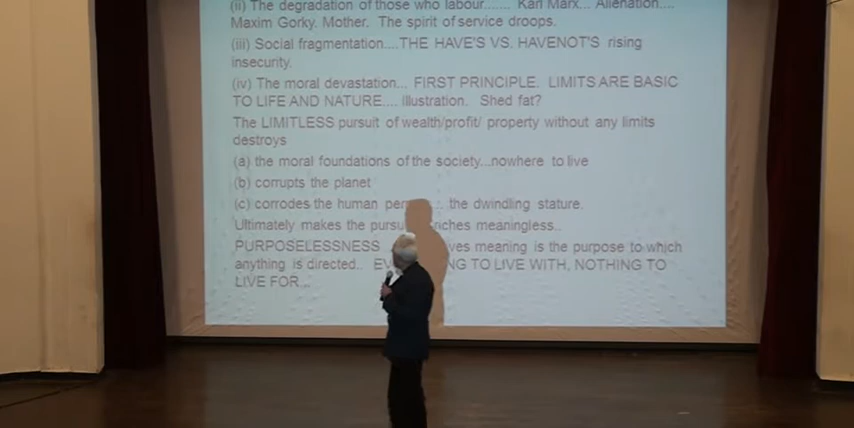 (ii) The degradation of those who labour....... Karl Marx... Alienation....
Maxim Gorky. Mother. The spirit of service droops.
(iii) Social fragmentation....THE HAVE'S VS. HAVENOT'S rising
insecurity.
(iv) The moral devastation... FIRST PRINCIPLE. LIMITS ARE BASIC
TO LIFE AND NATURE.... illustration. Shed fat?
The LIMITLESS pursuit of wealth/profit/ property without any limits
destroys
(a) the moral foundations of the society...nowhere to live
(b) corrupts the planet
(c) corrodes the human ... the dwindling stature.
Ultimately makes the riches meaningless..
PURPOSELESSNESS meaning is the purpose to which
anything is directed.. TO LIVE WITH, NOTHING TO
LIVE FOR...